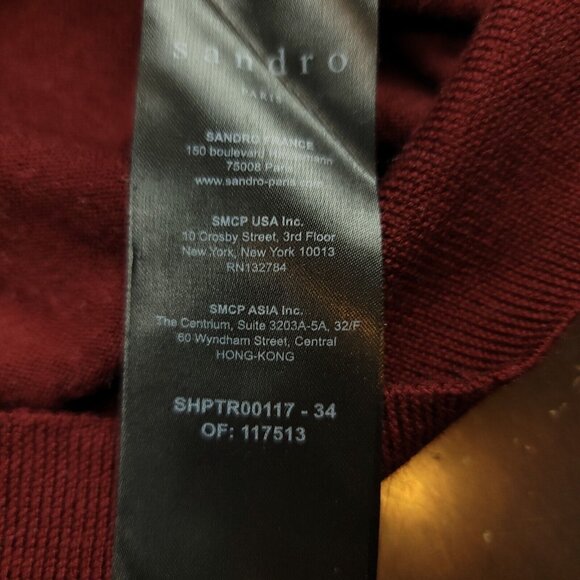 sandro
PARIS
SANDRO FRANCE
150 boulevard
75008 Paris
www.sandro-paris.com
SMCP USA Inc.
10 Crosby Street, 3rd Floor
New York, New York 10013
RN132784
SMCP ASIA Inc.
The Centrium, Suite 3203A-5A, 32/F
60 Wyndham Street, Central
HONG-KONG
SHPTR00117 - 34
OF: 117513